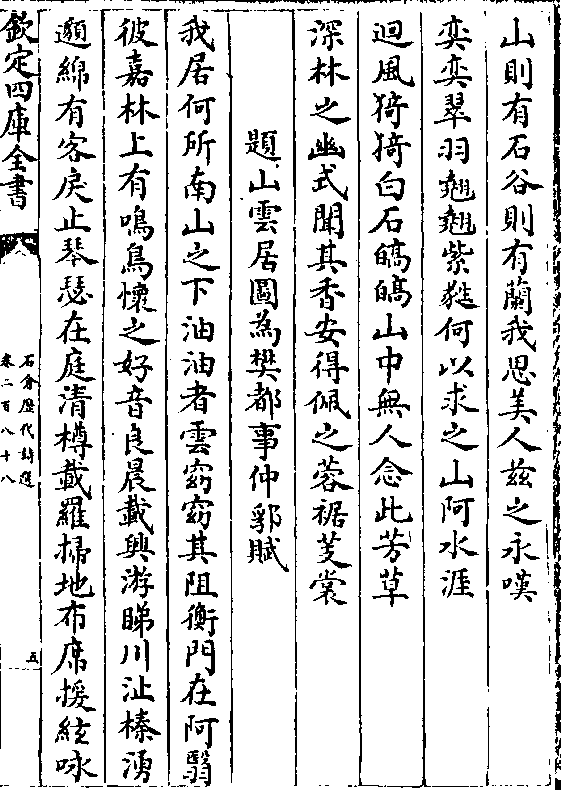 山則有石谷則有蘭我思美人兹之永嘆
奕奕翠羽翹翹紫蕤何以求之山阿水涯
迴風猗猗白石皜皜山中無人念此芳草
深林之幽式聞其香安得佩之蓉裾芰裳
題山雲居圖為樊都事仲郛賦
我居何所南山之下油油者雲窈窈其阻衡門在阿翳
彼嘉林上有鳴鳥懷之好音良晨載興游睇川沚榛湧
邈綿有客戾止琴瑟在庭清樽載羅掃地布席援絃咏
欽定四庫全書
石倉歷代詩選
卷二百八十八
五